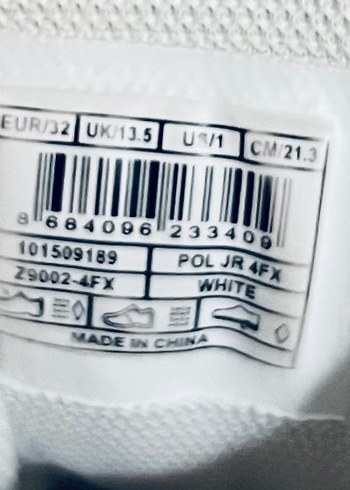 EUR/32 UK/13.5 US/1 CM/21.3
8 684096 233409
101509189 POL JR 4FX
Z9002-4FX WHITE
MADE IN CHINA